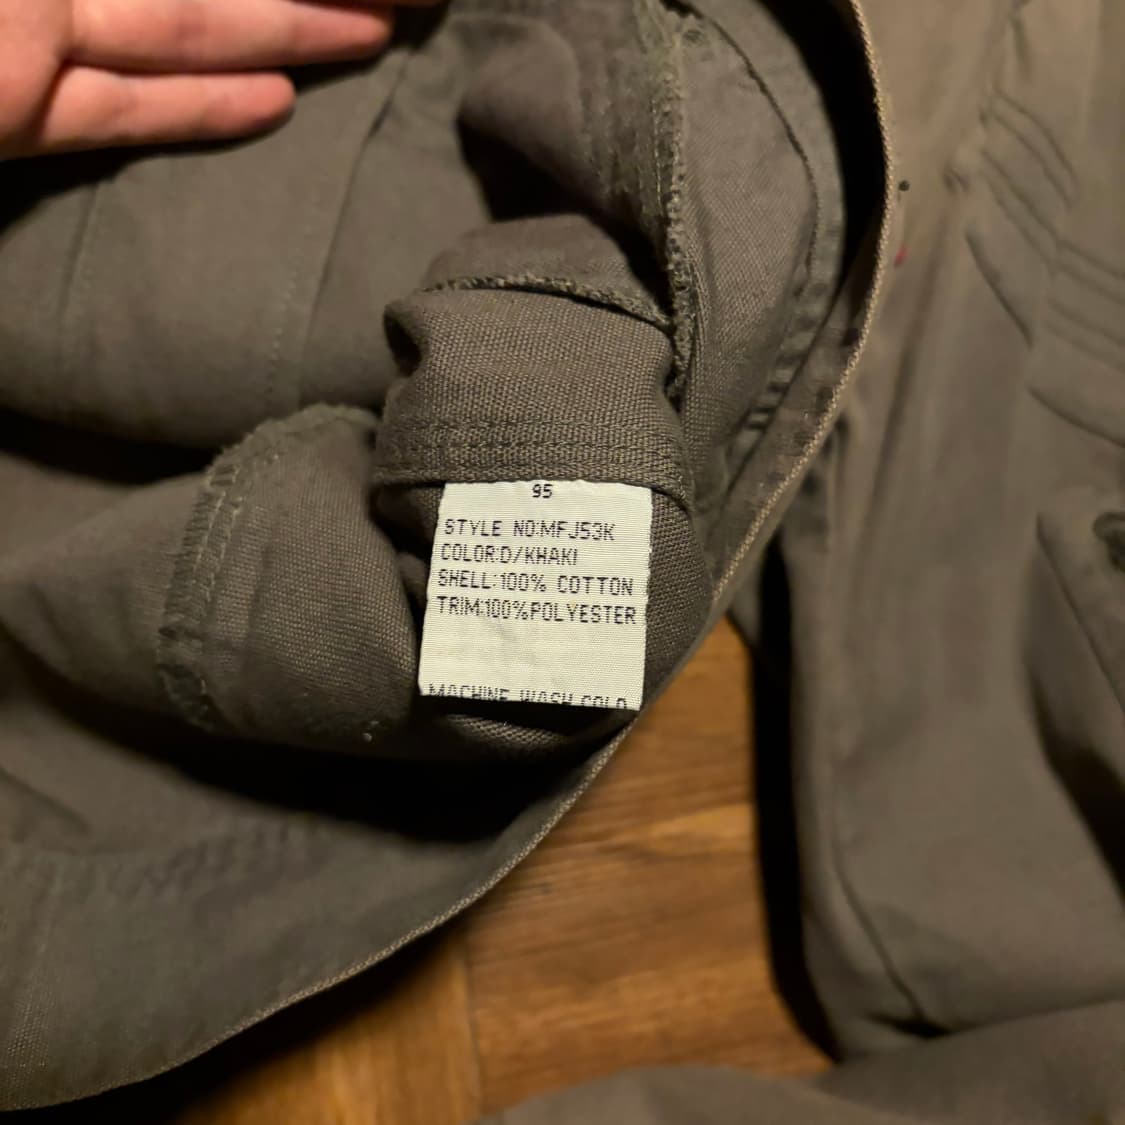 95
STYLE NO:MFJ53K
COLOR:D/KHAKI
SHELL:100% COTTON
TRIM:100%POLYESTER
MACHINE WASH COLD